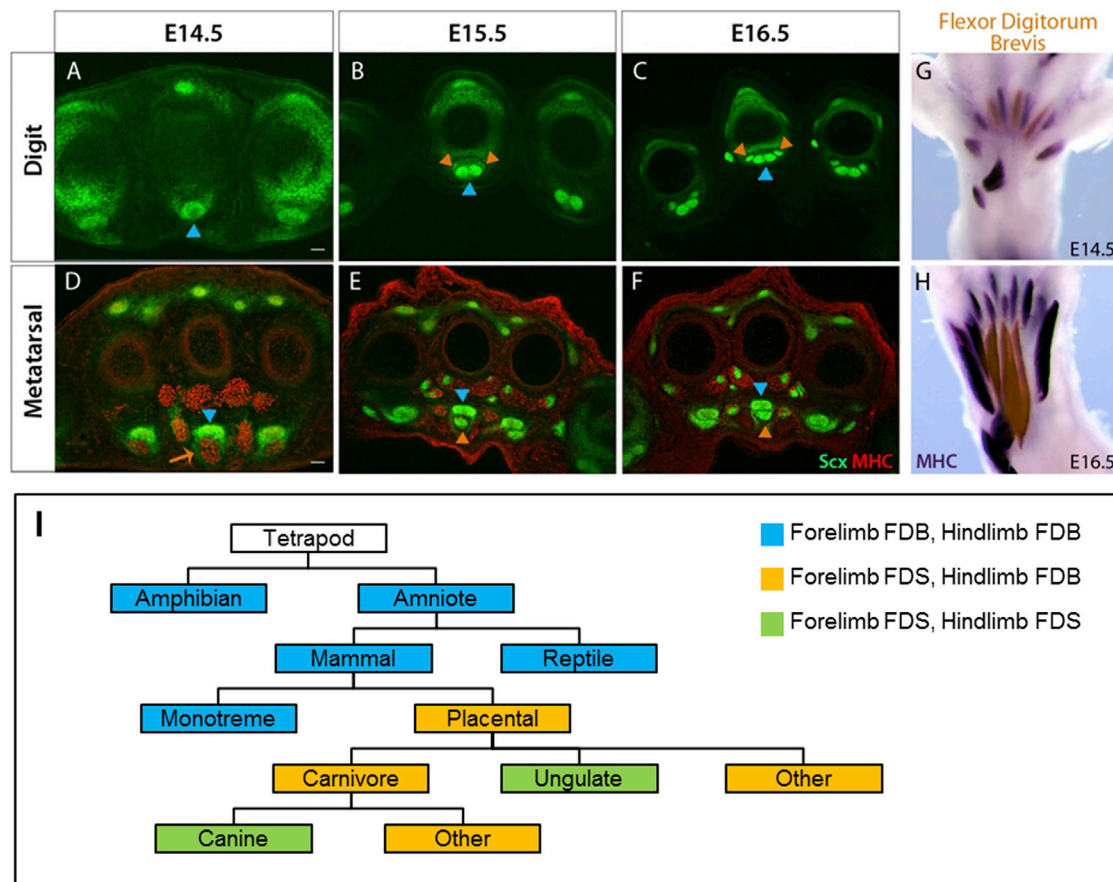 E14.5
E15.5
E16.5
Flexor Digitorum
Brevis
Digit
A
B
C
G
E14.5
Metatarsal
D
E
F
Scx MHC
H
MHC
E16.5
I
Tetrapod
Forelimb FDB, Hindlimb FDB
Amphibian
Amniote
Forelimb FDS, Hindlimb FDB
Forelimb FDS, Hindlimb FDS
Mammal
Reptile
Monotreme
Placental
Carnivore
Ungulate
Other
Canine
Other